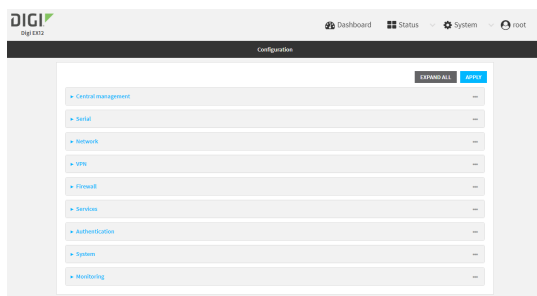 DIGI
Digi EX12
Dashboard
Status
System
root
Configuration
EXPAND ALL
APPLY
Central management
Serial
Network
VPN
Firewall
Services
Authentication
System
Monitoring